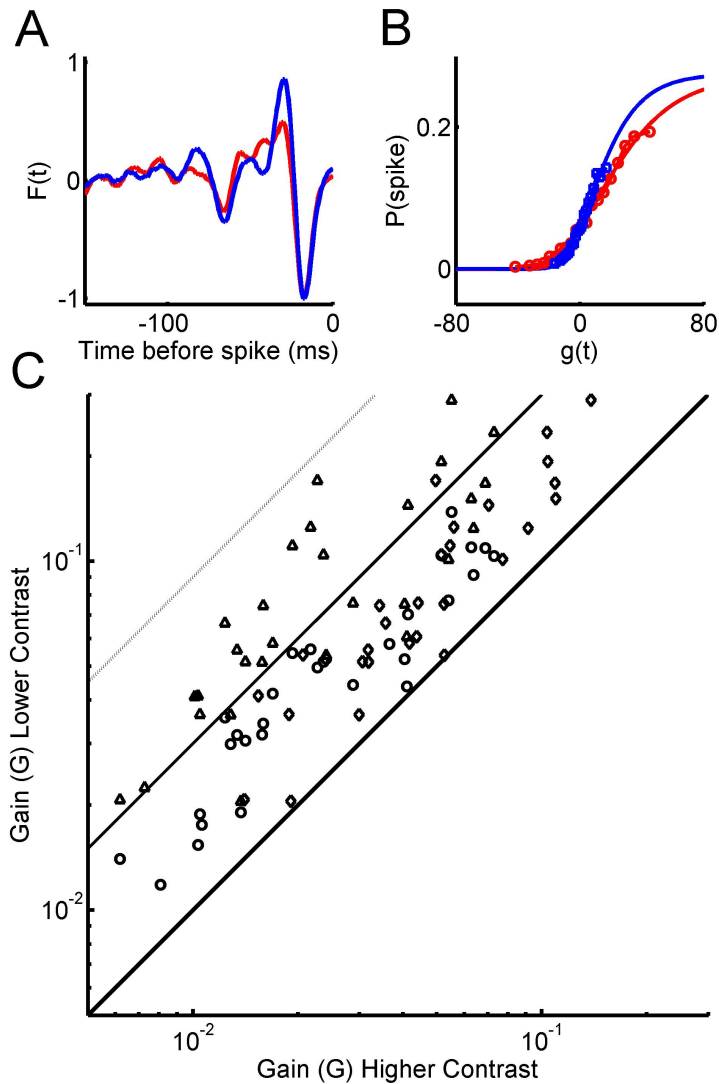 A
B
1
0
-1
F(t)
-100
0
Time before spike (ms)
0.2
0
P(spike)
-80
0
80
g(t)
C
10-1
10-2
Gain (G) Lower Contrast
10-2
10-1
Gain (G) Higher Contrast